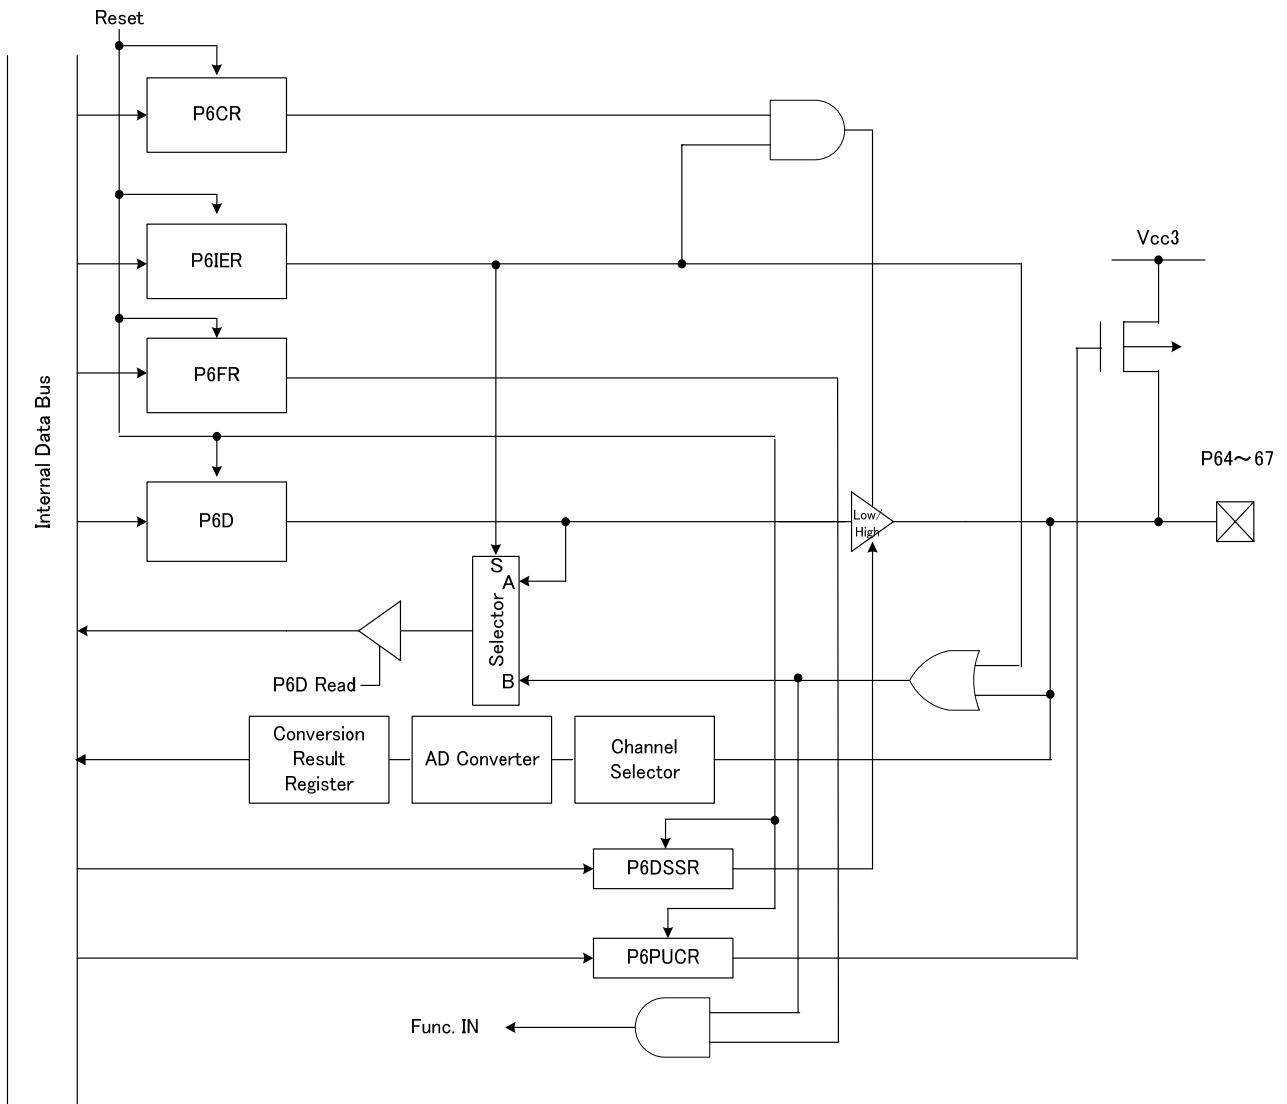 Reset
P6CR
Vcc3
P6IER
P6FR
Internal Data Bus
P64～67
P6D
Low/
High
S
A
Selector
B
P6D Read
Conversion
Result
Register
AD Converter
Channel
Selector
P6DSSR
P6PUCR
Func. IN